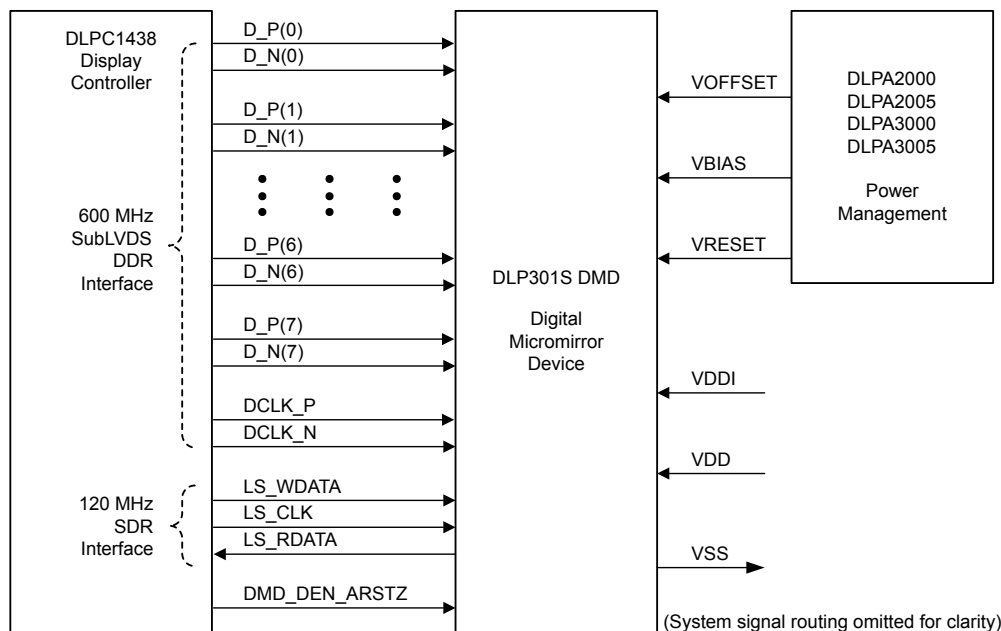 DLPC1438
Display
Controller
600 MHz
SubLVDS
DDR
Interface
120 MHz
SDR
Interface
D_P(0)
D_N(0)
D_P(1)
D_N(1)
D_P(6)
D_N(6)
D_P(7)
D_N(7)
DCLK_P
DCLK_N
LS_WDATA
LS_CLK
LS_RDATA
DMD_DEN_ARSTZ
DLP301S DMD
Digital
Micromirror
Device
VOFFSET
VBIAS
VRESET
VDDI
VDD
VSS
DLPA2000
DLPA2005
DLPA3000
DLPA3005
Power
Management
(System signal routing omitted for clarity)